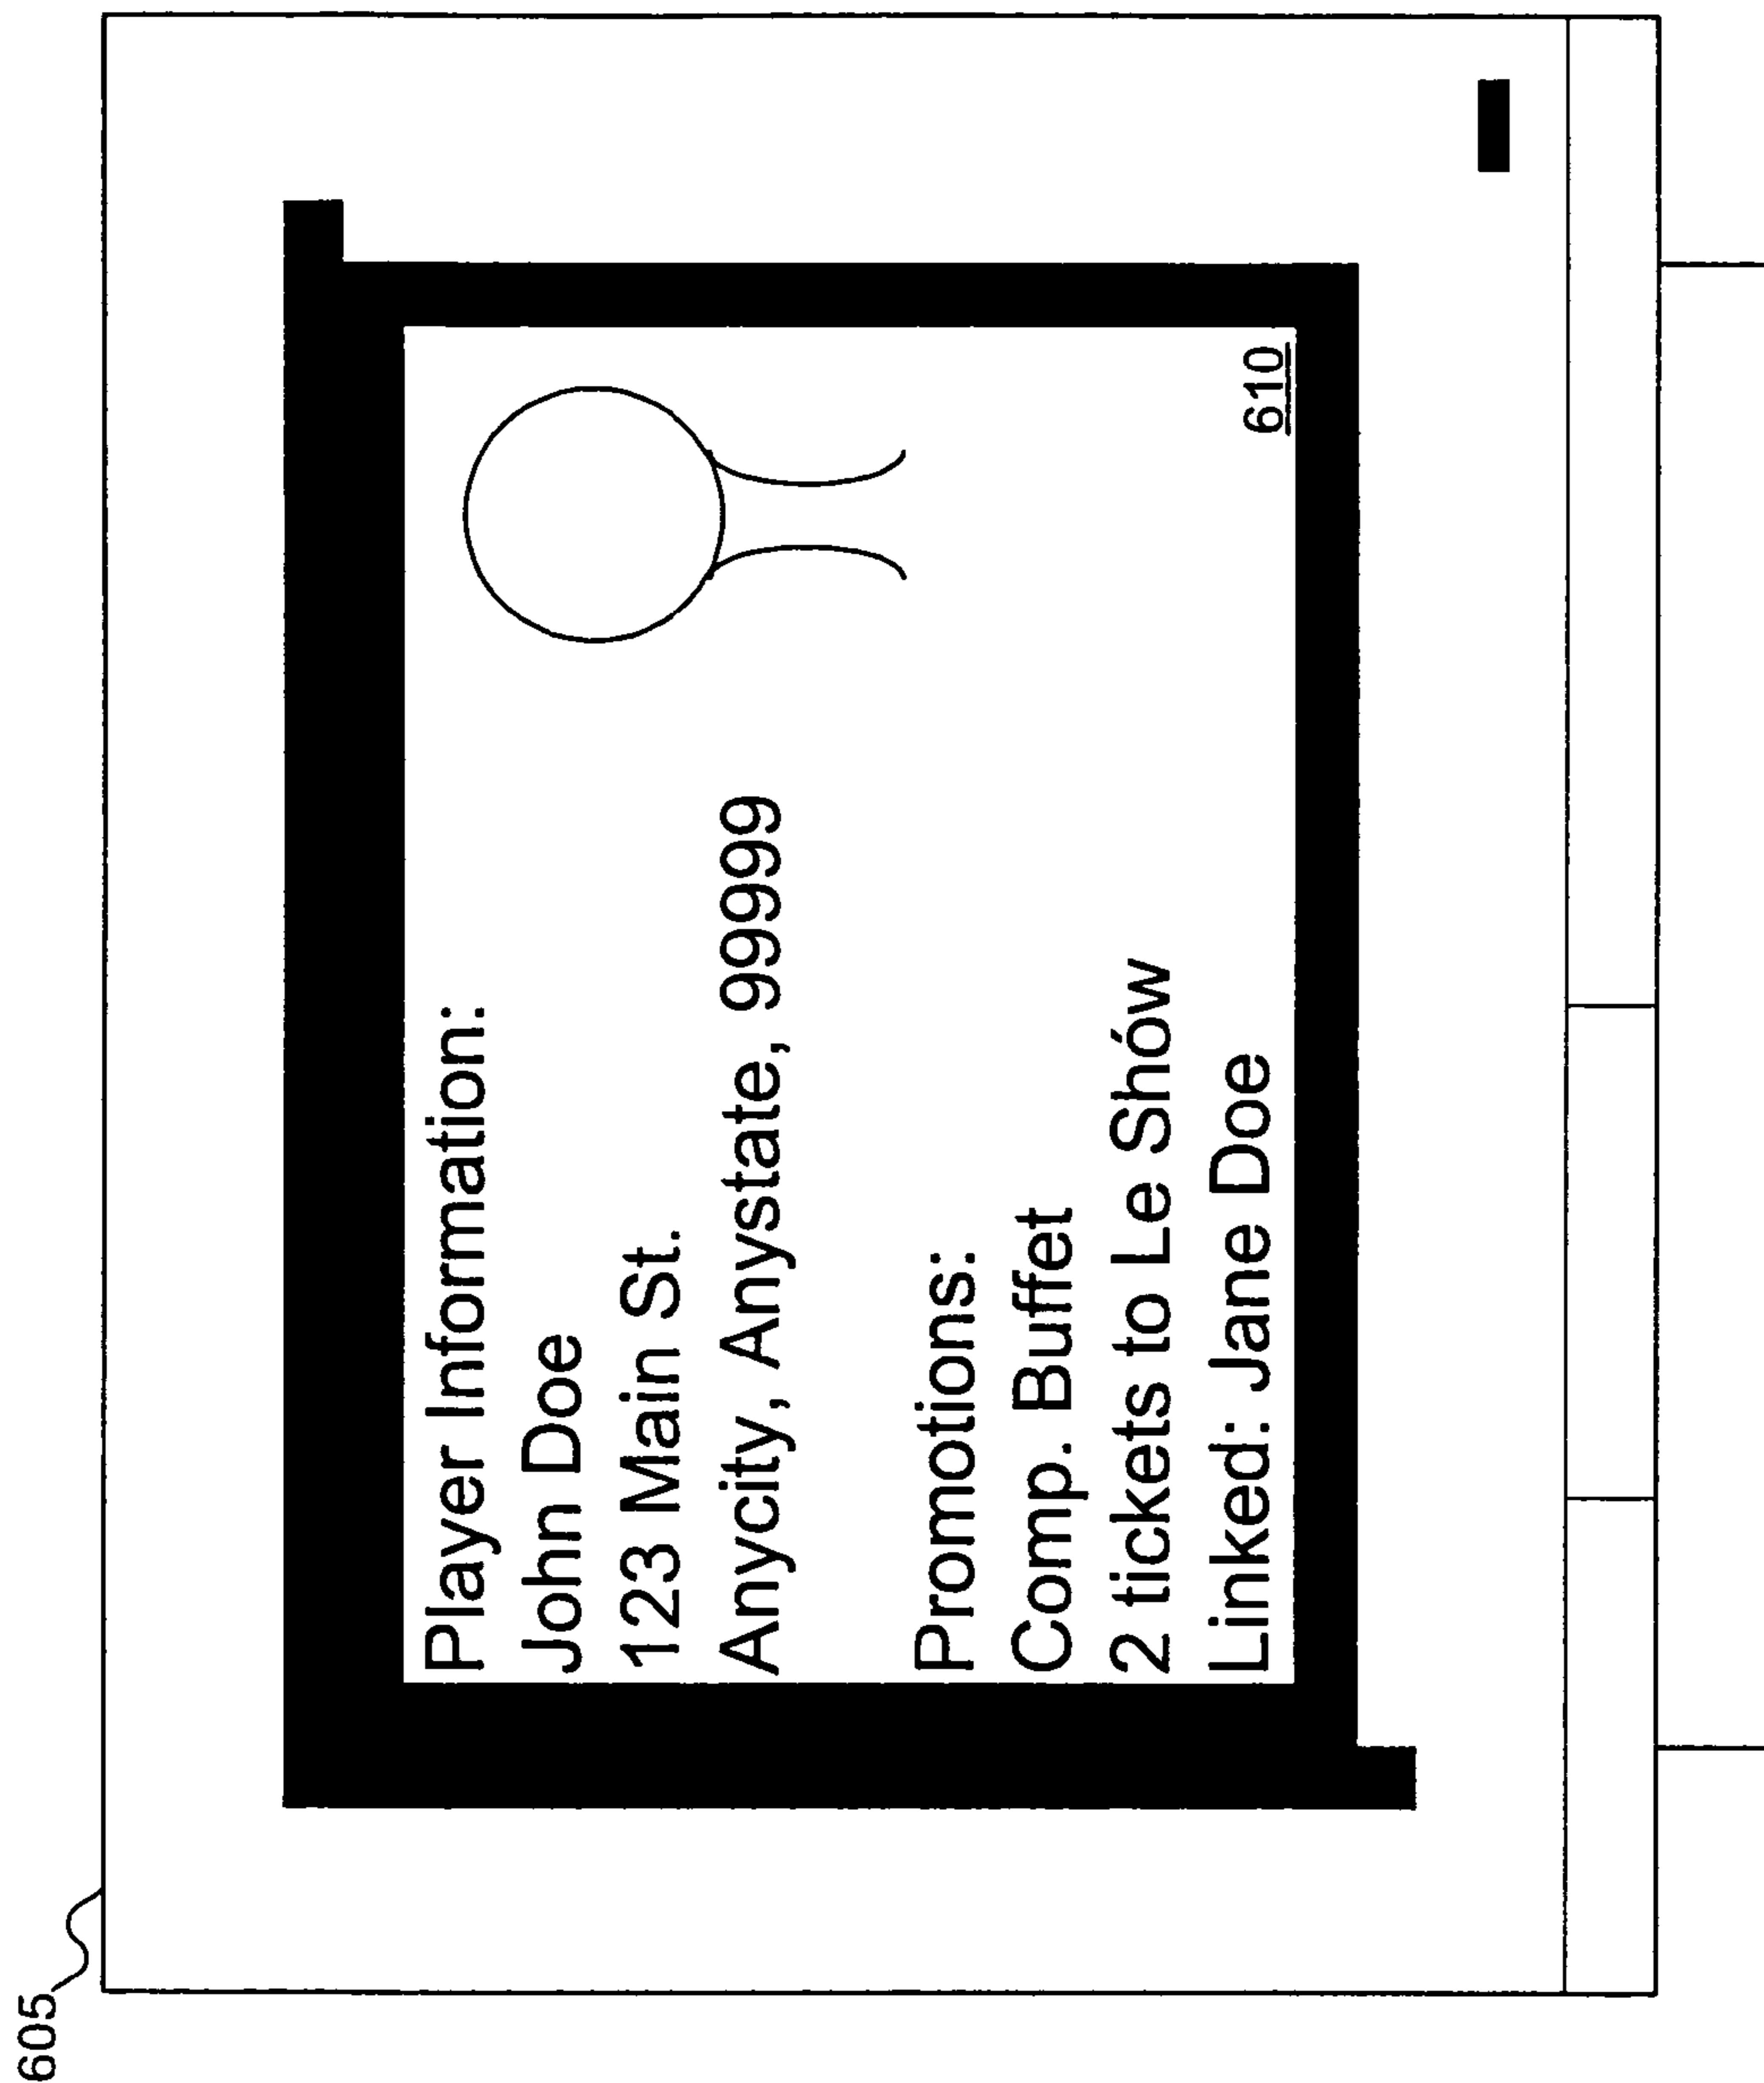 605
Player Information:
John Doe
123 Main St.
Anycity, Anystate, 99999
Promotions:
Comp. Buffet
2 tickets to Le Shów
Linked: Jane Doe
610